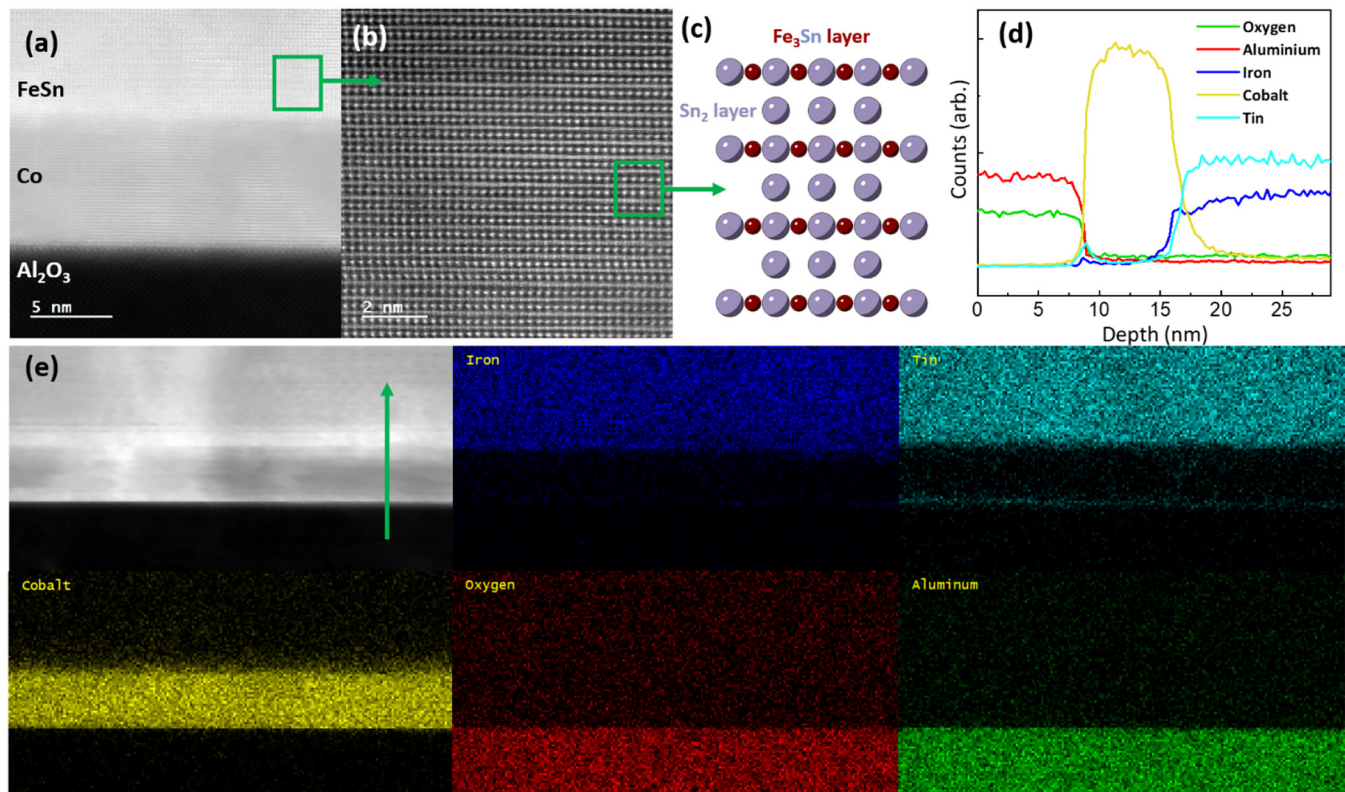 (a)
FeSn
Co
Al₂O₃
5 nm
(b)
2 nm
(c)
Fe₃Sn layer
Sn₂ layer
(d)
Oxygen
Aluminium
Iron
Cobalt
Tin
Counts (arb.)
0 5 10 15 20 25
Depth (nm)
(e)
Iron
Tin
Cobalt
Oxygen
Aluminum